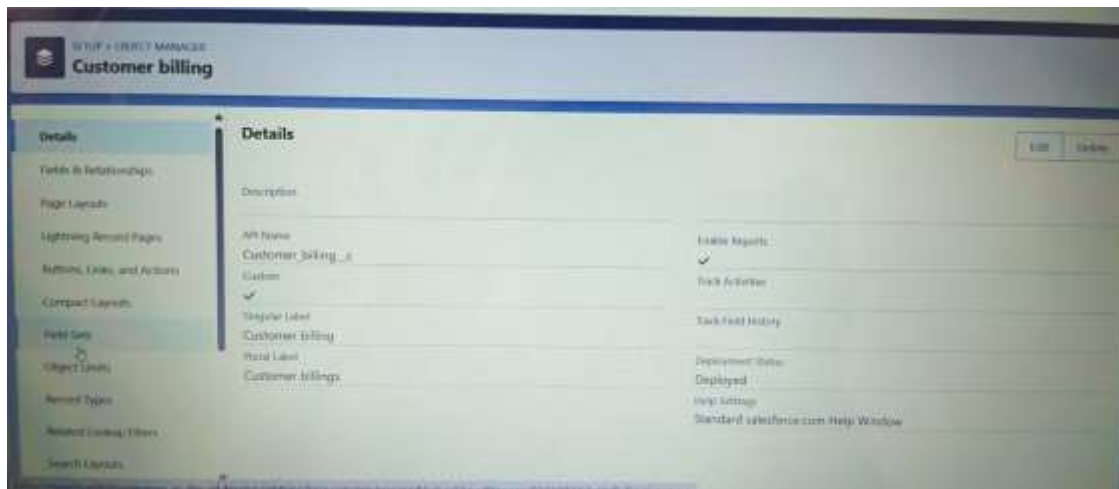 SETUP > OBJECT MANAGER
Customer billing
Details
Fields & Relationships
Page Layouts
Lightning Record Pages
Buttons, Links, and Actions
Compact Layouts
Field Sets
Object Limits
Record Types
Related Lookup Filters
Search Layouts
Details
Edit
Delete
Description
API Name
Customer_billing__c
Custom
Singular Label
Customer billing
Plural Label
Customer billings
Enable Reports
Track Activities
Track Field History
Deployment Status
Deployed
Help Settings
Standard salesforce.com Help Window